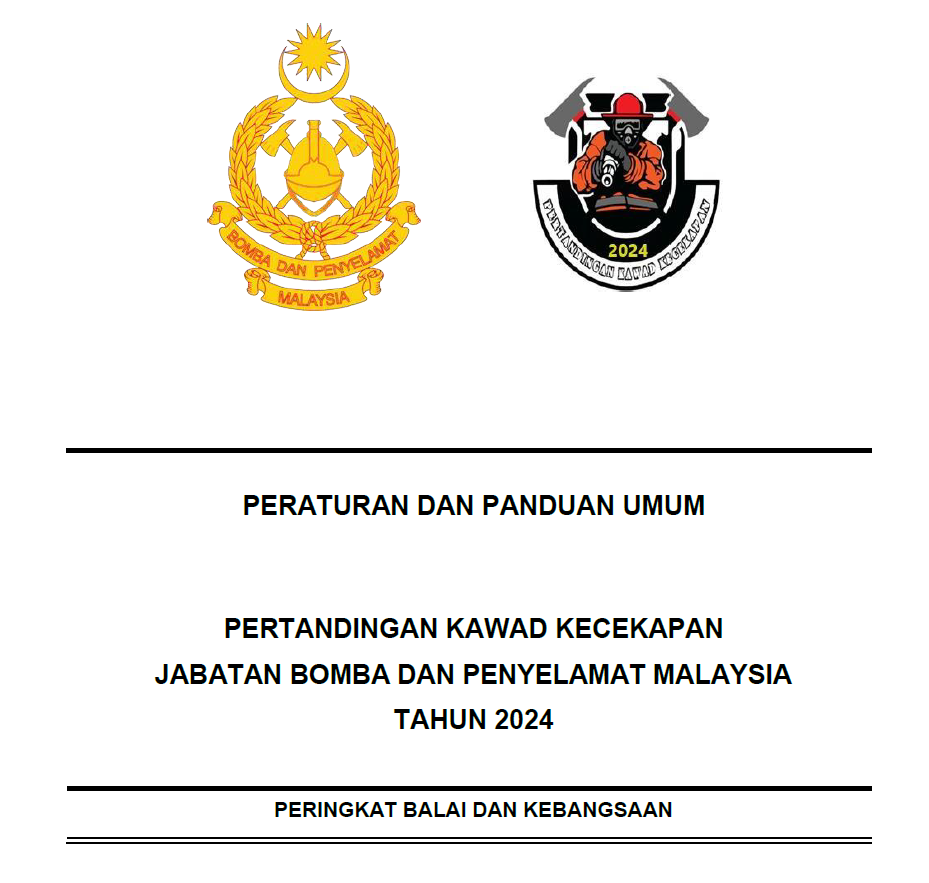 BOMBA DAN PENYELAMAT
MALAYSIA
2024
PERTANDINGAN KAWAD KECEKAPAN
PERATURAN DAN PANDUAN UMUM
PERTANDINGAN KAWAD KECEKAPAN
JABATAN BOMBA DAN PENYELAMAT MALAYSIA
TAHUN 2024
PERINGKAT BALAI DAN KEBANGSAAN